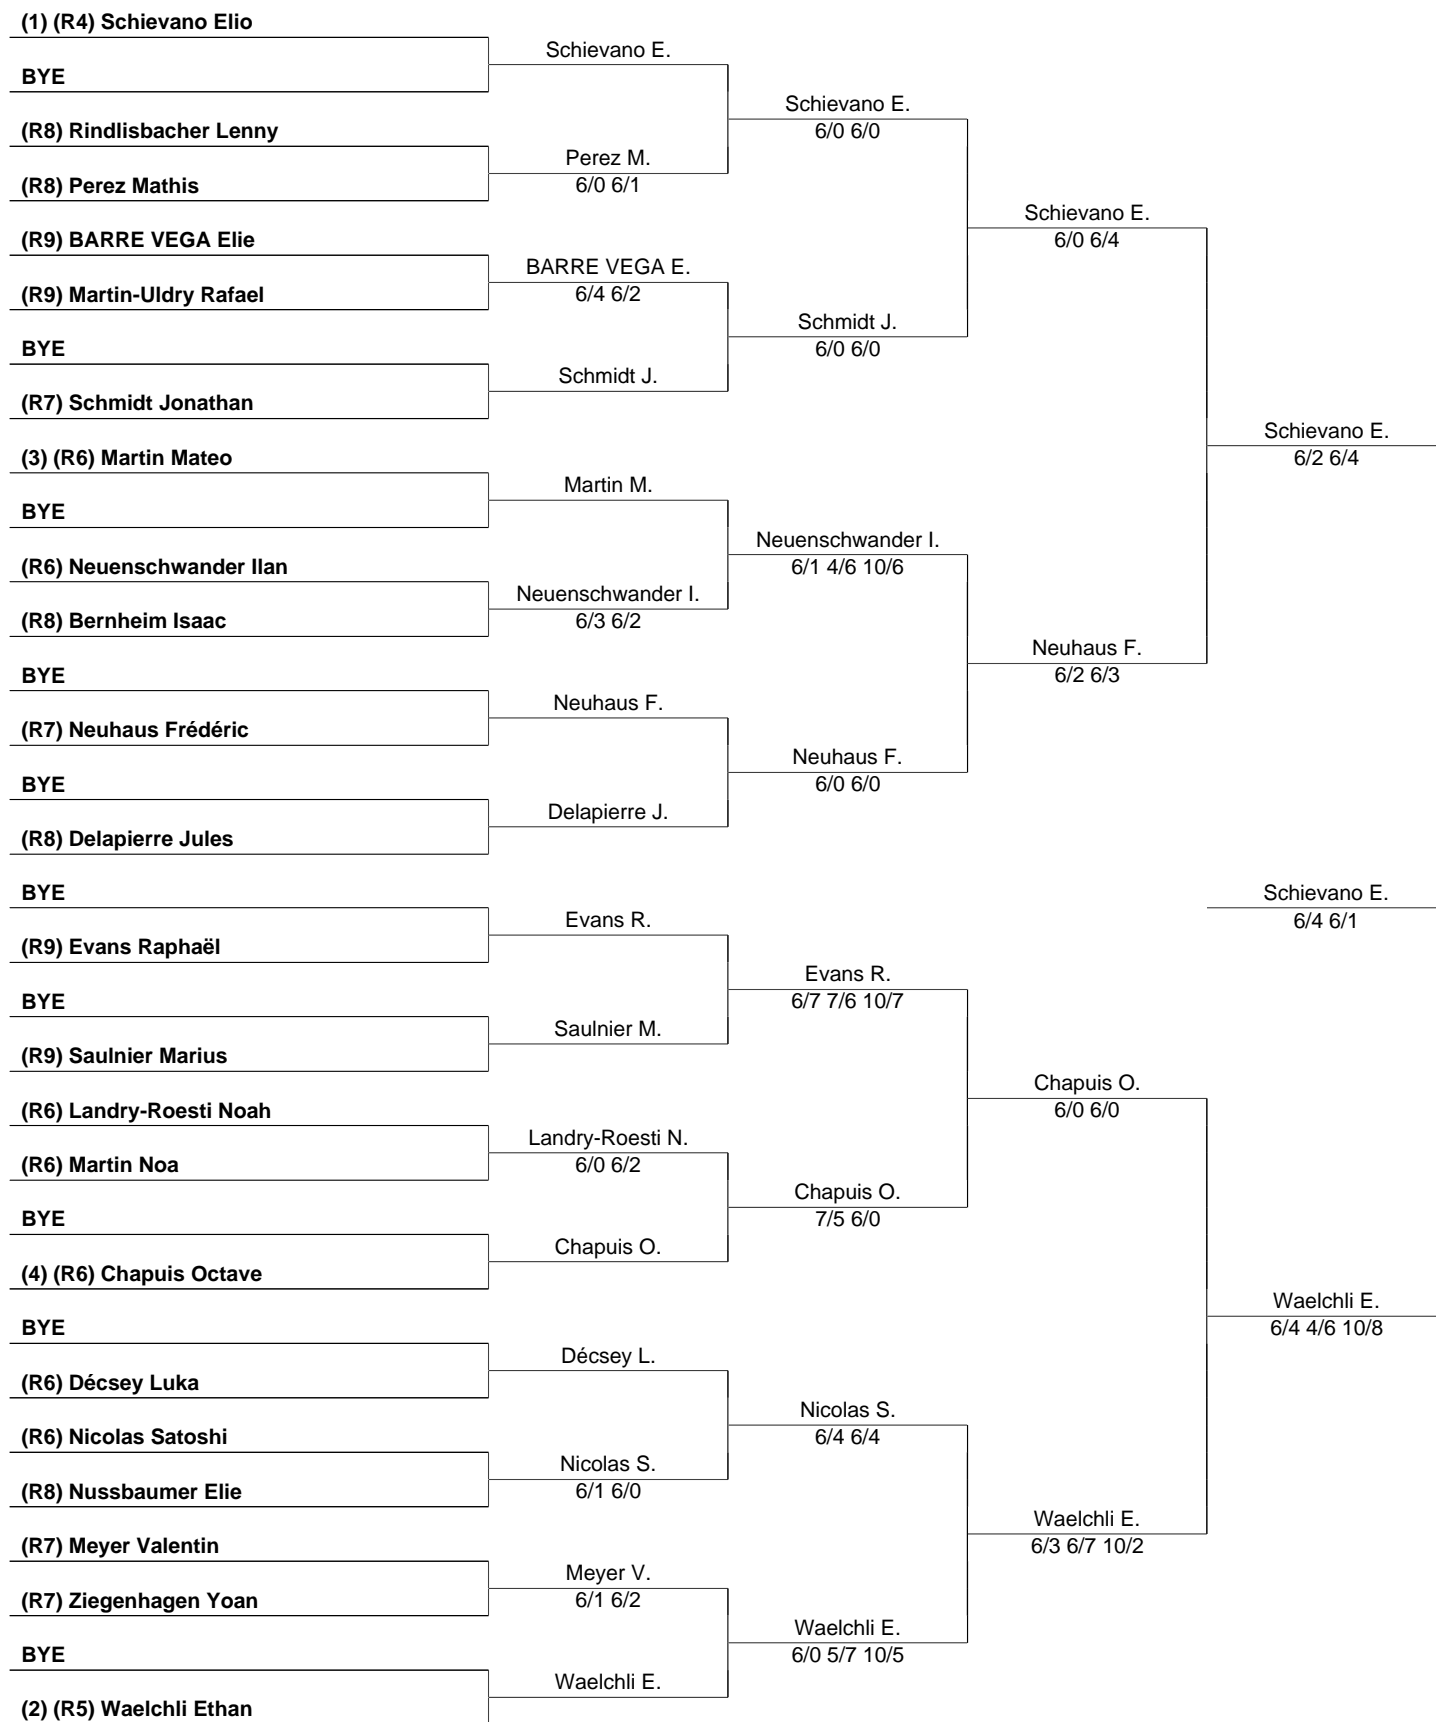 (1) (R4) Schievano Elio
Schievano E.
BYE
Schievano E.
6/0 6/0
(R8) Rindlisbacher Lenny
Perez M.
6/0 6/1
(R8) Perez Mathis
Schievano E.
6/0 6/4
(R9) BARRE VEGA Elie
BARRE VEGA E.
6/4 6/2
(R9) Martin-Uldry Rafael
Schmidt J.
6/0 6/0
BYE
Schmidt J.
(R7) Schmidt Jonathan
Schievano E.
6/2 6/4
(3) (R6) Martin Mateo
Martin M.
BYE
Neuenschwander I.
6/1 4/6 10/6
(R6) Neuenschwander Ilan
Neuenschwander I.
6/3 6/2
(R8) Bernheim Isaac
Neuhaus F.
6/2 6/3
BYE
Neuhaus F.
(R7) Neuhaus Frédéric
Neuhaus F.
6/0 6/0
BYE
Delapierre J.
(R8) Delapierre Jules
BYE
Schievano E.
6/4 6/1
Evans R.
(R9) Evans Raphaël
Evans R.
6/7 7/6 10/7
BYE
Saulnier M.
(R9) Saulnier Marius
Chapuis O.
6/0 6/0
(R6) Landry-Roesti Noah
Landry-Roesti N.
6/0 6/2
(R6) Martin Noa
Chapuis O.
7/5 6/0
BYE
Chapuis O.
(4) (R6) Chapuis Octave
Waelchli E.
6/4 4/6 10/8
BYE
Décsey L.
(R6) Décsey Luka
Nicolas S.
6/4 6/4
(R6) Nicolas Satoshi
Nicolas S.
6/1 6/0
(R8) Nussbaumer Elie
Waelchli E.
6/3 6/7 10/2
(R7) Meyer Valentin
Meyer V.
6/1 6/2
(R7) Ziegenhagen Yoan
Waelchli E.
6/0 5/7 10/5
BYE
Waelchli E.
(2) (R5) Waelchli Ethan